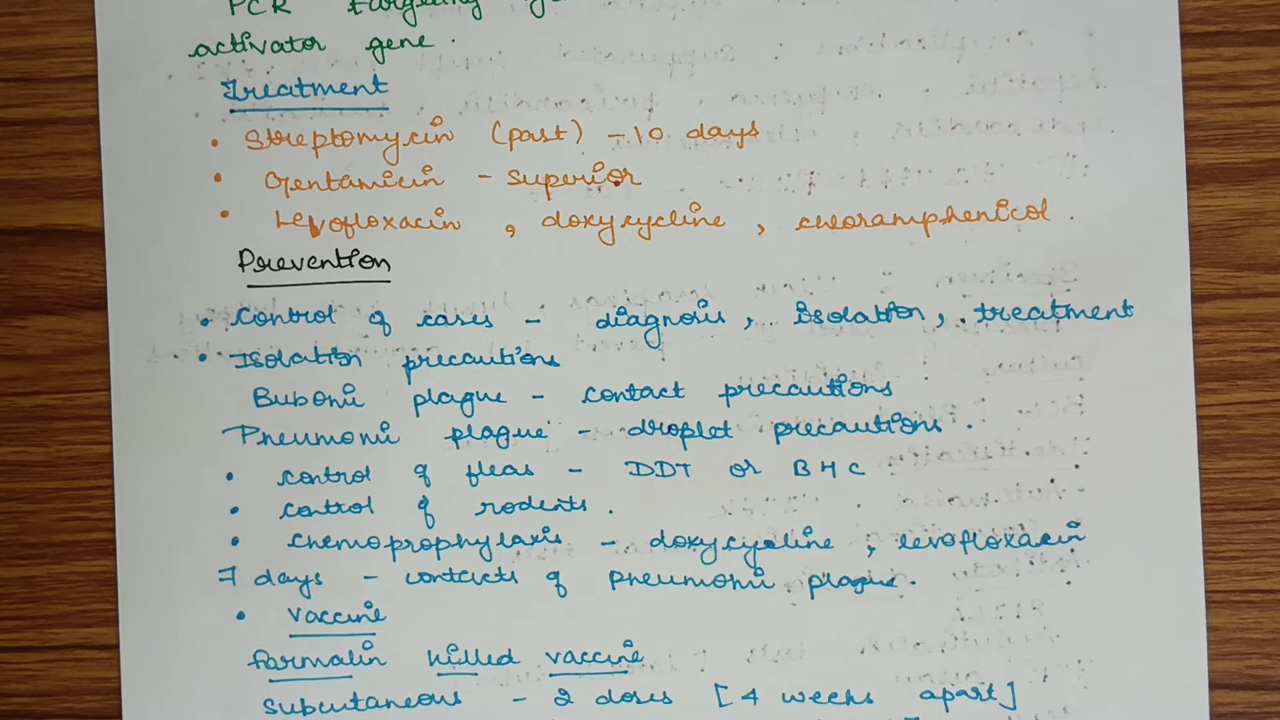 PCR targeting
activator gene.
Treatment
• Streptomycin (past) - 10 days
• Gentamicin - superior
• Levofloxacin, doxycycline, chloramphenicol.
Prevention
• Control of cases - diagnosis, isolation, treatment
• Isolation precautions
Bubonic plague - contact precautions
Pneumonic plague - droplet precautions.
• control of fleas - DDT or BHC
• control of rodents.
• chemoprophylaxis - doxycycline, levofloxacin
7 days - contacts of pneumonic plague.
• Vaccine
Formalin killed vaccine
Subcutaneous - 2 doses [4 weeks apart]